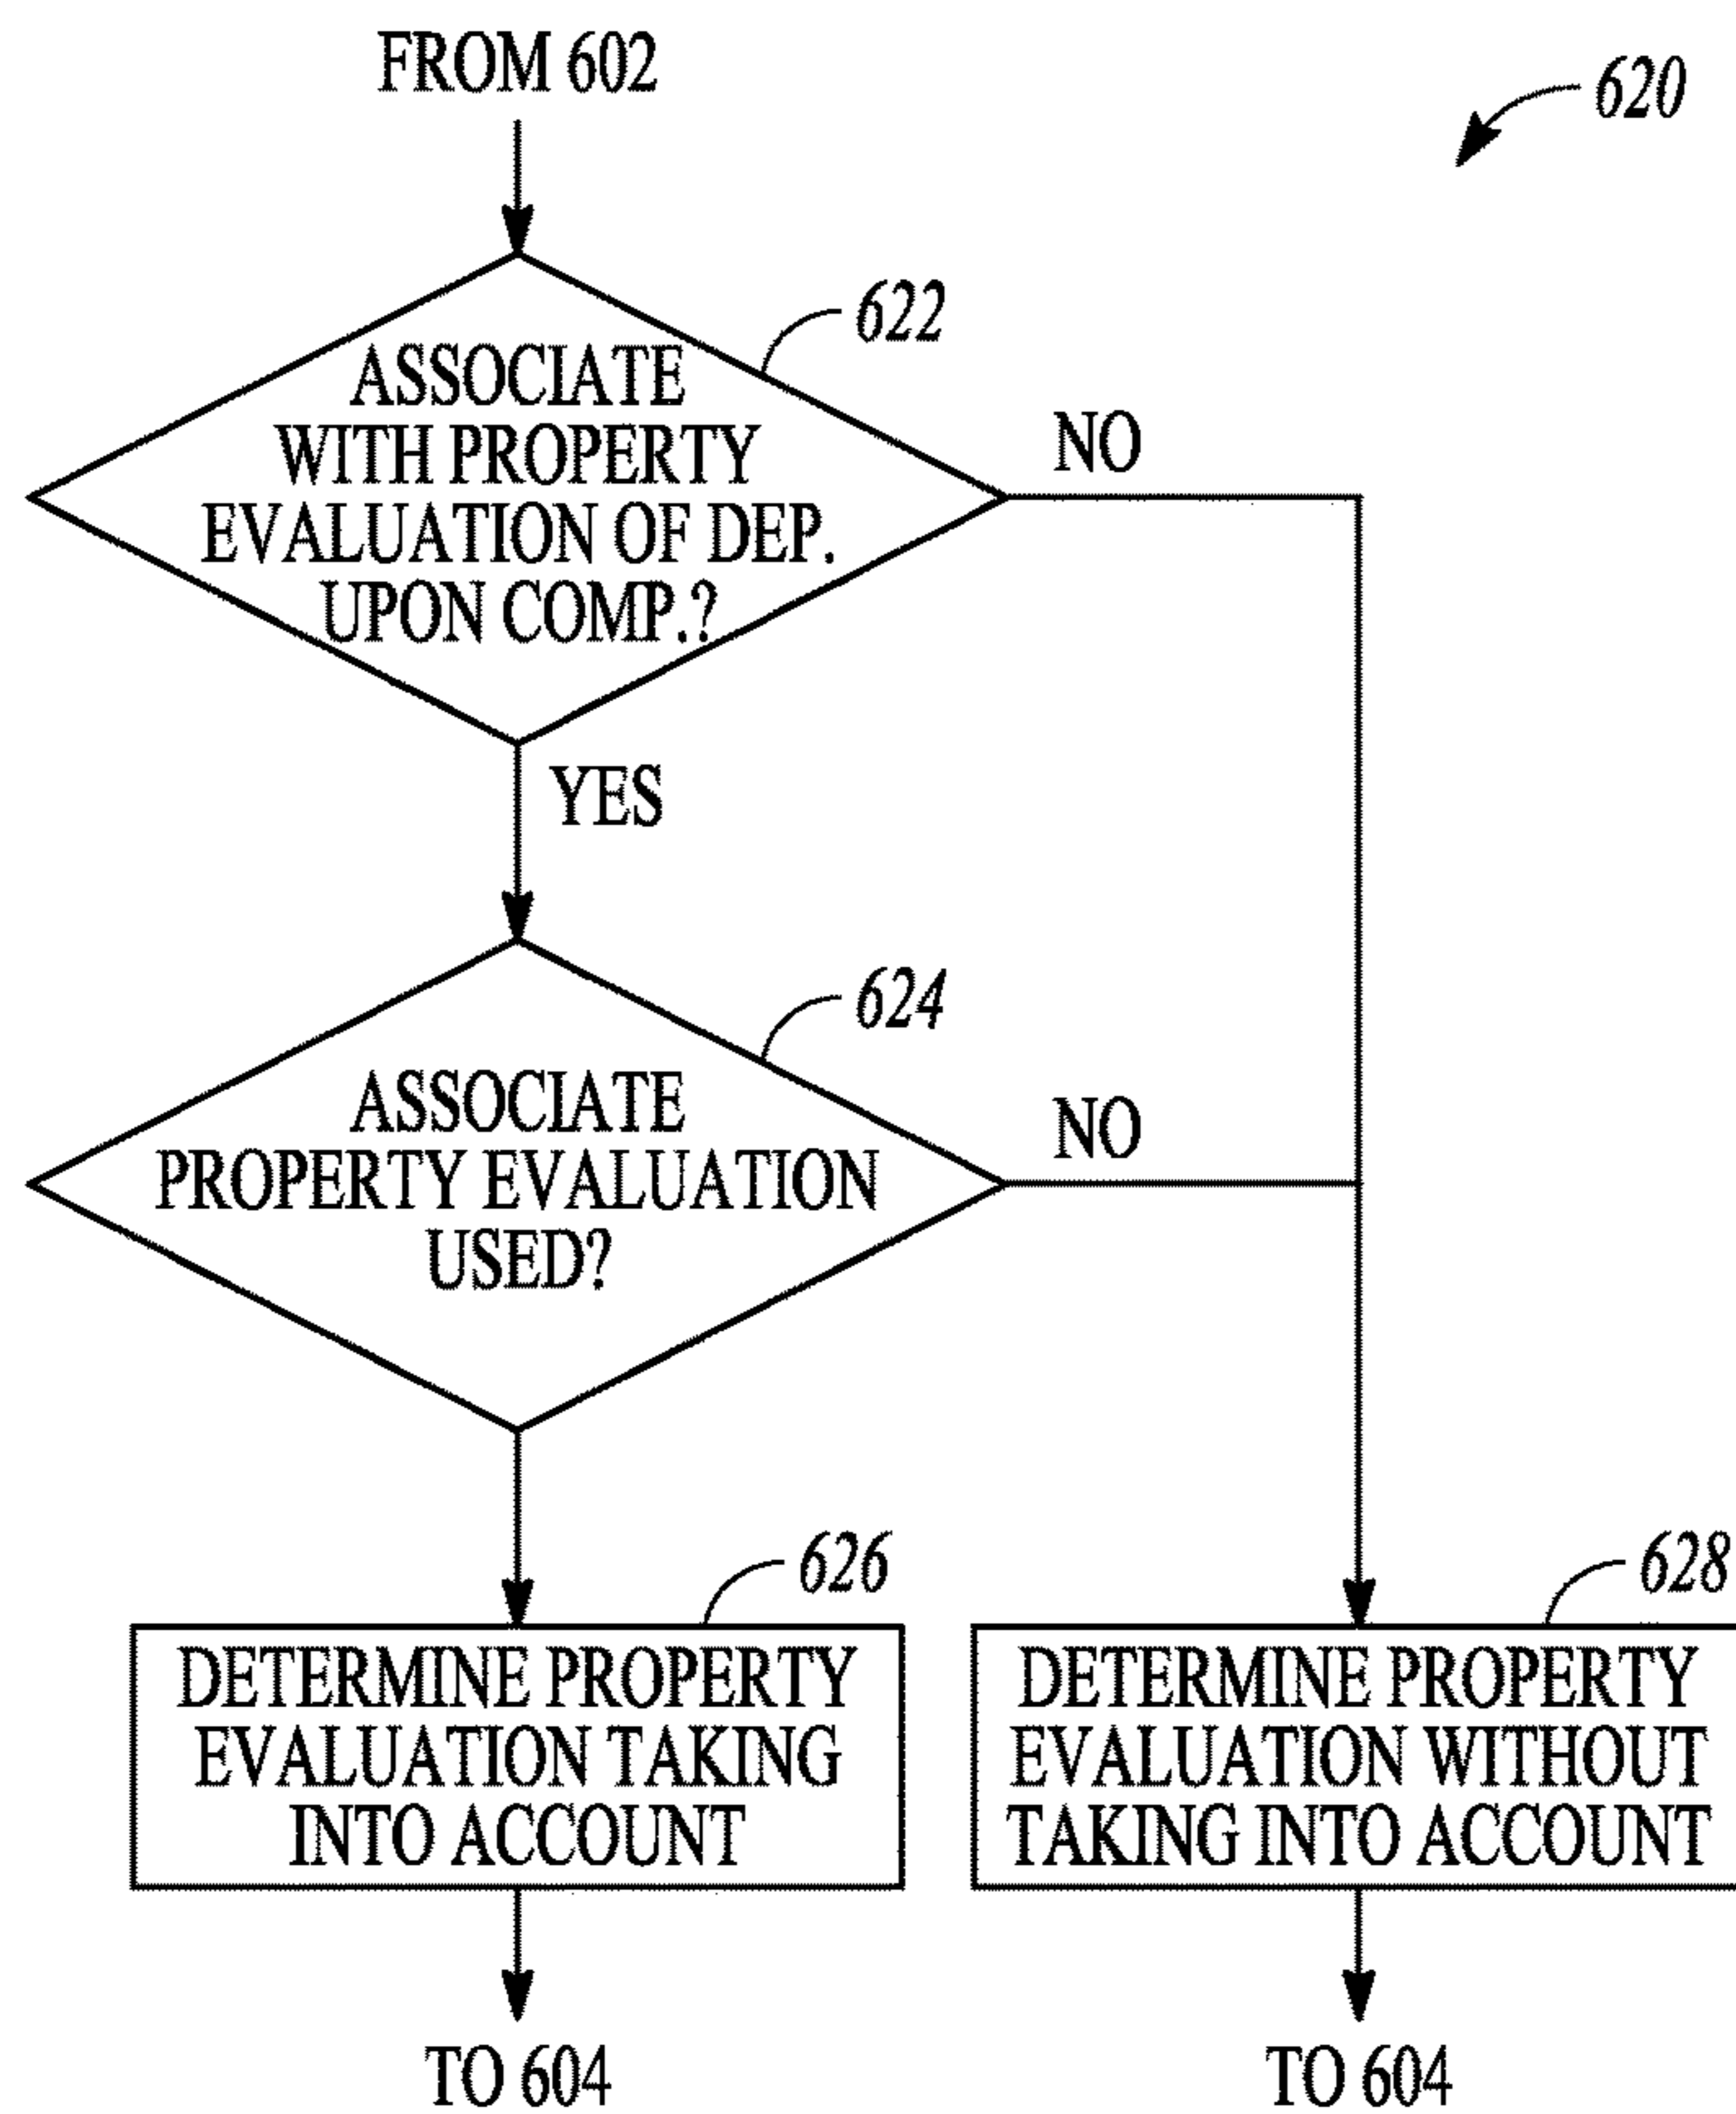 FROM 602
620
622
ASSOCIATE
WITH PROPERTY
EVALUATION OF DEP.
UPON COMP.?
NO
YES
624
ASSOCIATE
PROPERTY EVALUATION
USED?
NO
626
DETERMINE PROPERTY
EVALUATION TAKING
INTO ACCOUNT
628
DETERMINE PROPERTY
EVALUATION WITHOUT
TAKING INTO ACCOUNT
TO 604
TO 604